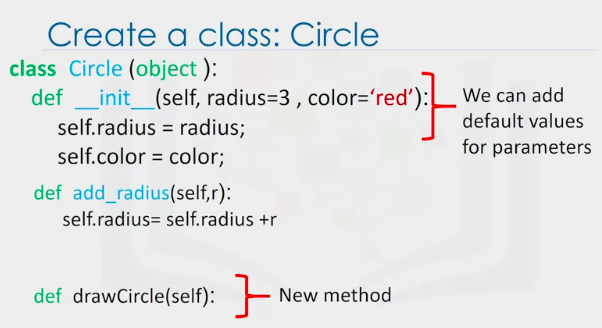 Create a class: Circle
class Circle (object ):
def __init__(self, radius=3 , color=‘red’):
self.radius = radius;
self.color = color;
We can add
default values
for parameters
def add_radius(self,r):
self.radius= self.radius +r
def drawCircle(self):
New method